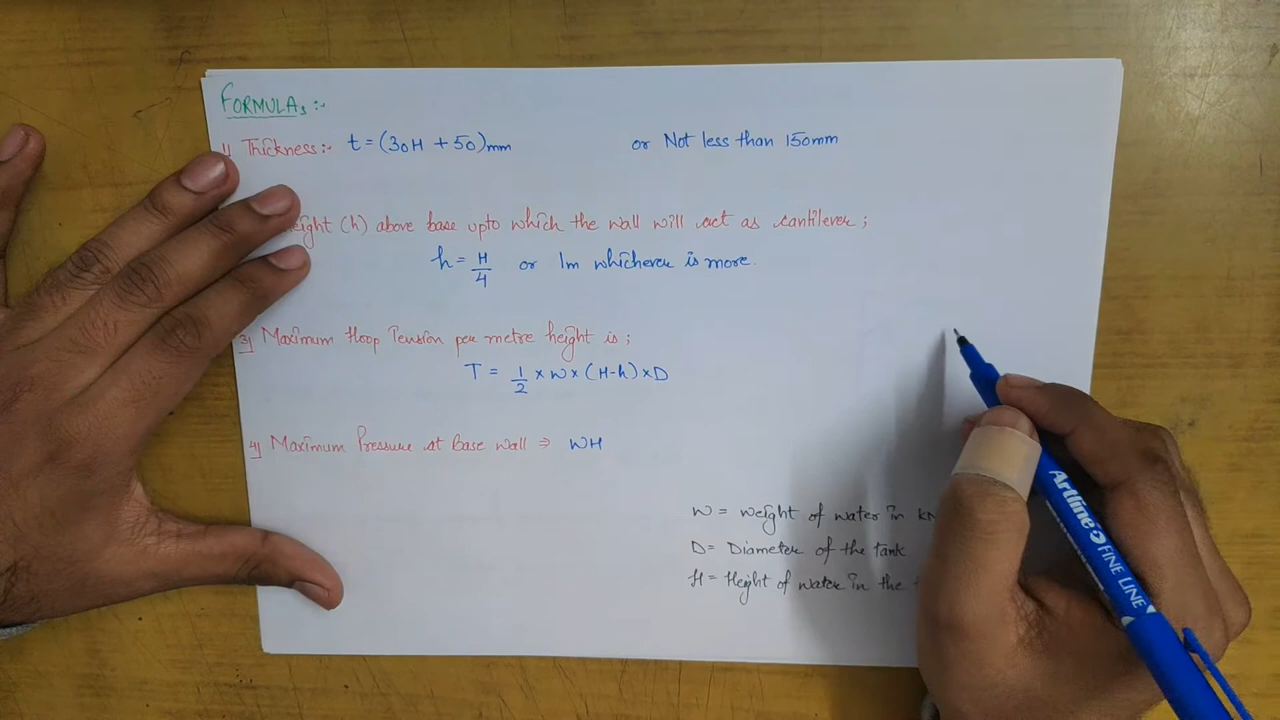 FORMULAs :-
1) Thickness:- t = (30H + 50)mm or Not less than 150mm
(h) above base upto which the wall will act as cantilever;
h = H/4 or 1m whichever is more.
3) Maximum Hoop Tension per metre height is;
T = 1/2 × w × (H-h) × D
4) Maximum Pressure at base wall ⇒ WH
W = weight of water in
D = Diameter of the tank
H = Height of water in the
Artline FINE LINE